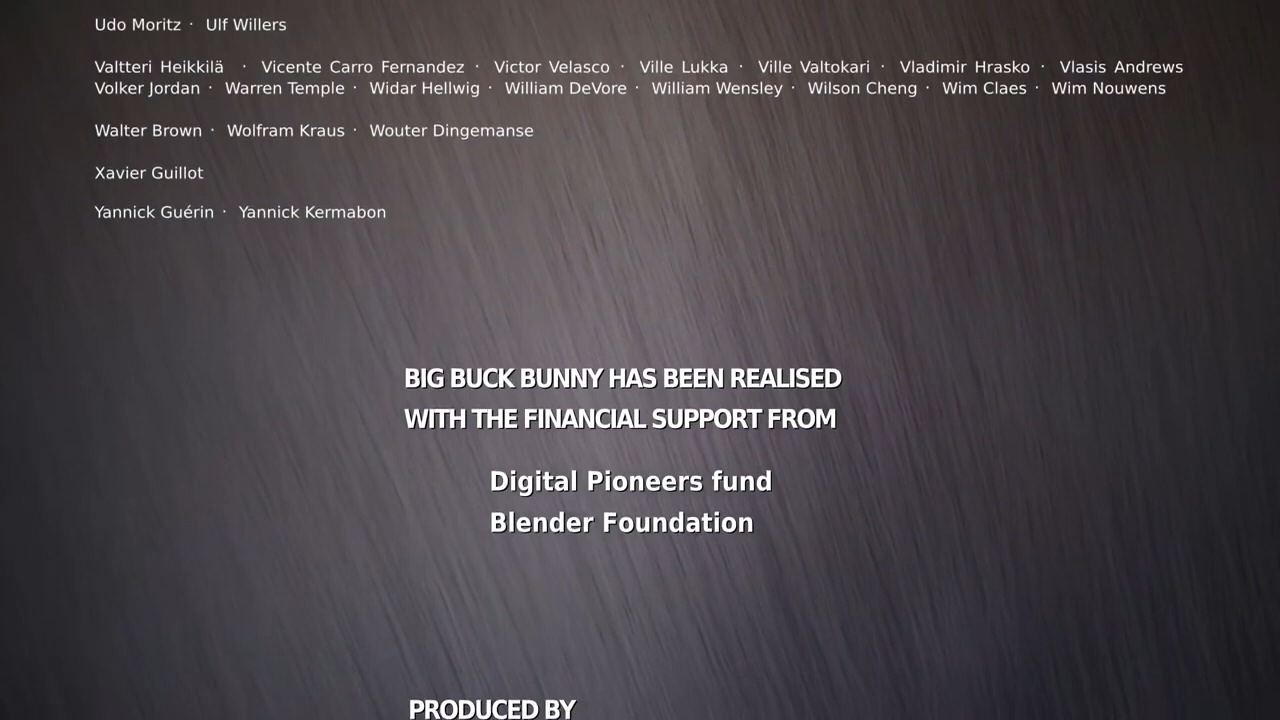 Udo Moritz · Ulf Willers
Valtteri Heikkilä · Vicente Carro Fernandez · Victor Velasco · Ville Lukka · Ville Valtokari · Vladimir Hrasko · Vlasis Andrews
Volker Jordan · Warren Temple · Widar Hellwig · William DeVore · William Wensley · Wilson Cheng · Wim Claes · Wim Nouwens
Walter Brown · Wolfram Kraus · Wouter Dingemanse
Xavier Guillot
Yannick Guérin · Yannick Kermabon
BIG BUCK BUNNY HAS BEEN REALISED
WITH THE FINANCIAL SUPPORT FROM
Digital Pioneers fund
Blender Foundation
PRODUCED BY